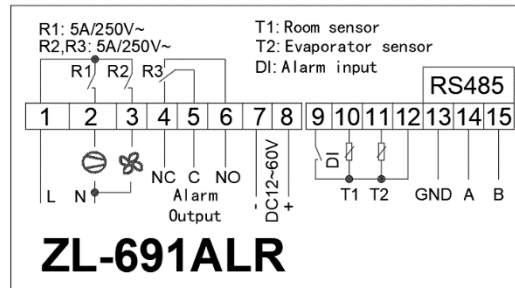 R1: 5A/250V~
R2,R3: 5A/250V~
T1: Room sensor
T2: Evaporator sensor
DI: Alarm input
R1 R2 R3
RS485
1 2 3 4 5 6 7 8 9 10 11 12 13 14 15
L N NC C NO
Alarm
Output
- DC12~60V +
DI
T1 T2
GND A B
ZL-691ALR